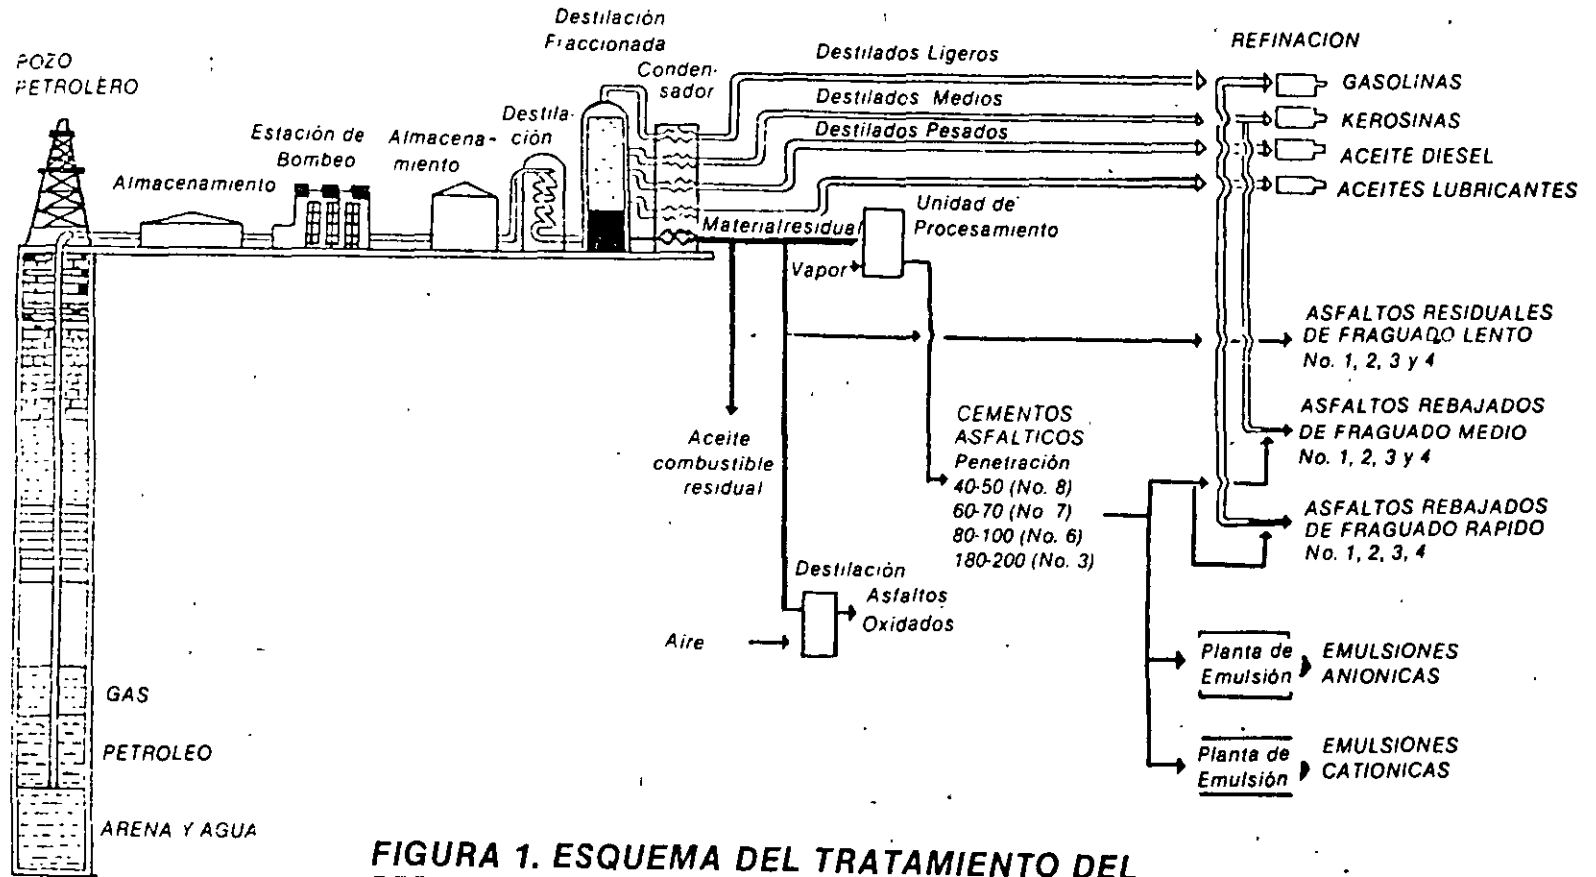 POZO
PETROLERO
Almacenamiento
Estación de
Bombeo
Almacena-
miento
Destila-
ción
Destilación
Fraccionada
Conden-
sador
Destilados Ligeros
Destilados Medios
Destilados Pesados
Material residual
Vapor
Unidad de
Procesamiento
REFINACION
GASOLINAS
KEROSINAS
ACEITE DIESEL
ACEITES LUBRICANTES
ASFALTOS RESIDUALES
DE FRAGUADO LENTO
No. 1, 2, 3 y 4
ASFALTOS REBAJADOS
DE FRAGUADO MEDIO
No. 1, 2, 3 y 4
ASFALTOS REBAJADOS
DE FRAGUADO RAPIDO
No. 1, 2, 3, 4
Aceite
combustible
residual
CEMENTOS
ASFALTICOS
Penetración
40-50 (No. 8)
60-70 (No 7)
80-100 (No. 6)
180-200 (No. 3)
Destilación
Asfaltos
Oxidados
Aire
Planta de
Emulsión
EMULSIONES
ANIONICAS
Planta de
Emulsión
EMULSIONES
CATIONICAS
GAS
PETROLEO
ARENA Y AGUA
FIGURA 1. ESQUEMA DEL TRATAMIENTO DEL